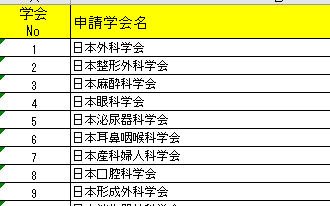 学会
No
申請学会名
1 日本外科学会
2 日本整形外科学会
3 日本麻酔科学会
4 日本眼科学会
5 日本泌尿器科学会
6 日本耳鼻咽喉科学会
7 日本産科婦人科学会
8 日本口腔科学会
9 日本形成外科学会